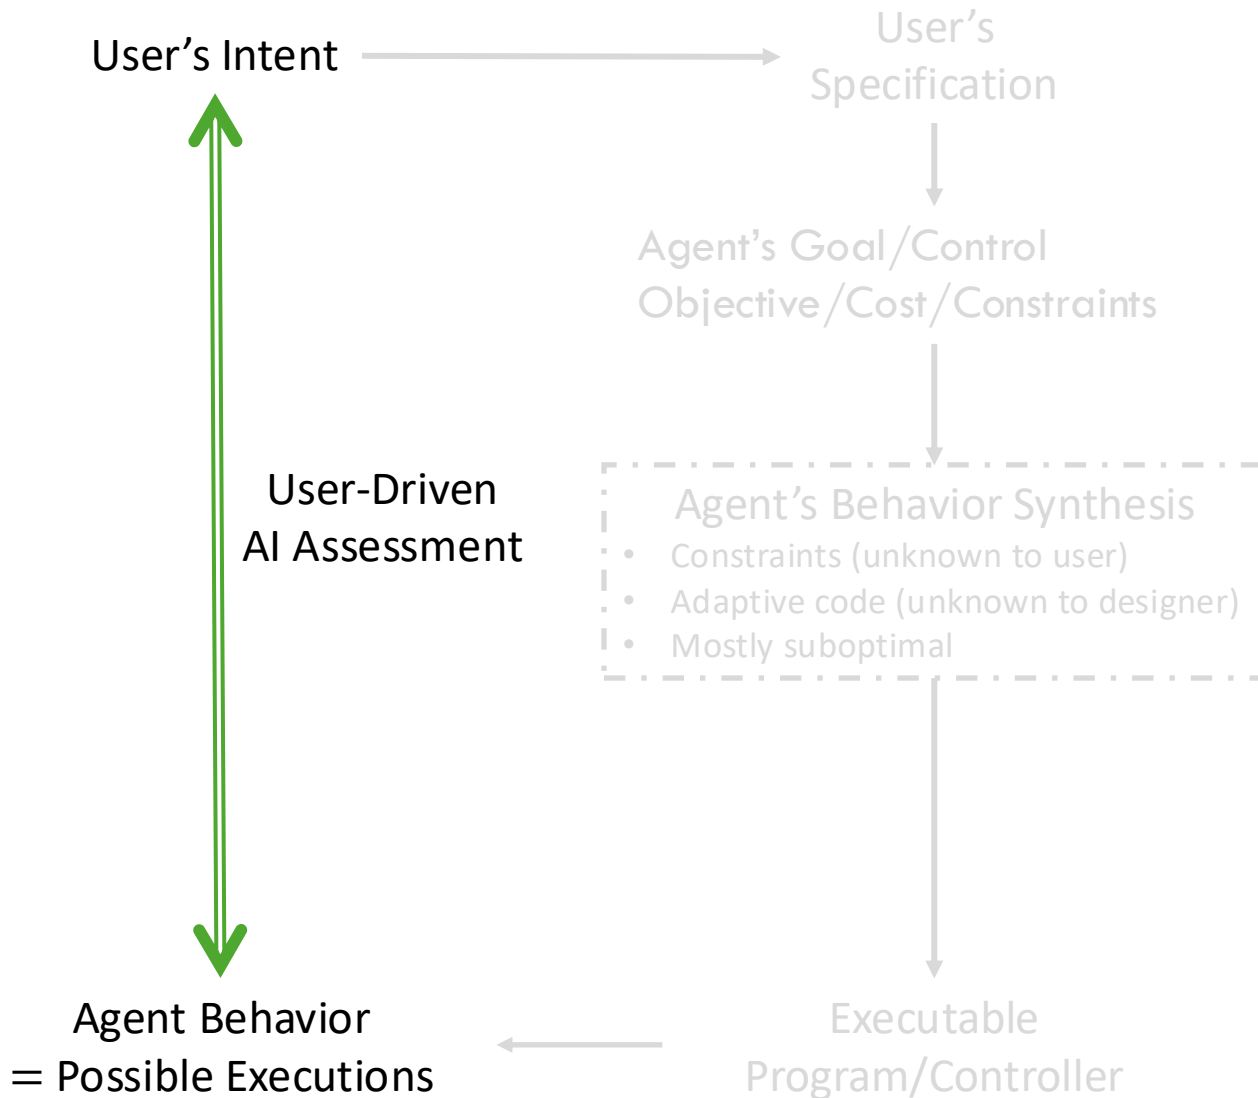 User’s Intent
User’s
Specification
Agent’s Goal/Control
Objective/Cost/Constraints
Agent’s Behavior Synthesis
• Constraints (unknown to user)
• Adaptive code (unknown to designer)
• Mostly suboptimal
User-Driven
AI Assessment
Executable
Program/Controller
Agent Behavior
= Possible Executions